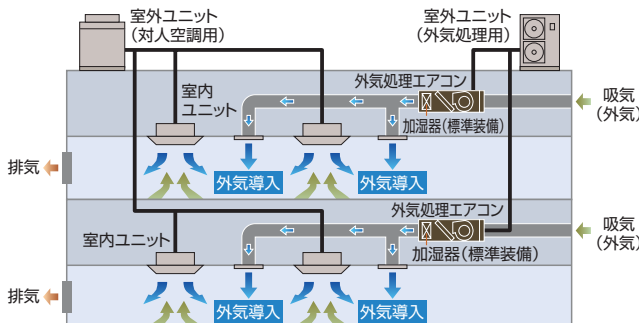 室外ユニット
（対人空調用）
室外ユニット
（外気処理用）
外気処理エアコン
室内
ユニット
加湿器（標準装備）
吸気
（外気）
排気
外気導入
外気導入
外気処理エアコン
室内ユニット
加湿器（標準装備）
吸気
（外気）
排気
外気導入
外気導入